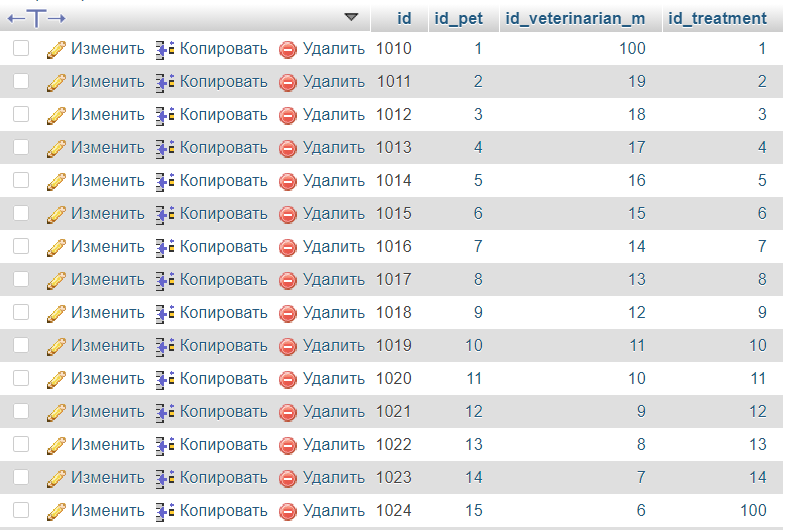 id id_pet id_veterinarian_m id_treatment
Изменить Копировать Удалить 1010 1 100 1
Изменить Копировать Удалить 1011 2 19 2
Изменить Копировать Удалить 1012 3 18 3
Изменить Копировать Удалить 1013 4 17 4
Изменить Копировать Удалить 1014 5 16 5
Изменить Копировать Удалить 1015 6 15 6
Изменить Копировать Удалить 1016 7 14 7
Изменить Копировать Удалить 1017 8 13 8
Изменить Копировать Удалить 1018 9 12 9
Изменить Копировать Удалить 1019 10 11 10
Изменить Копировать Удалить 1020 11 10 11
Изменить Копировать Удалить 1021 12 9 12
Изменить Копировать Удалить 1022 13 8 13
Изменить Копировать Удалить 1023 14 7 14
Изменить Копировать Удалить 1024 15 6 100